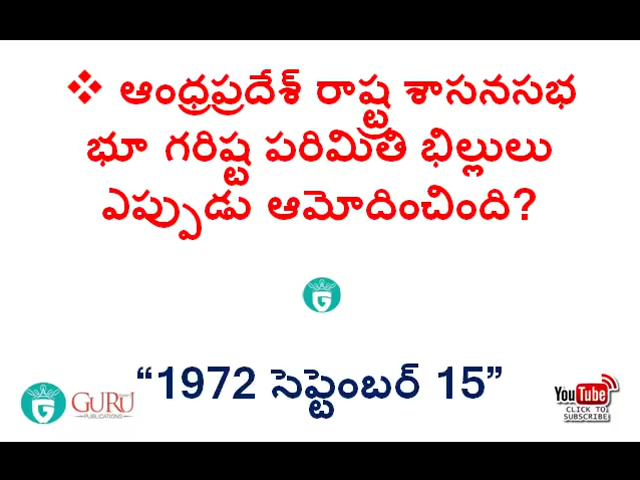 ❖ ఆంధ్రప్రదేశ్ రాష్ట్ర శాసనసభ
భూ గరిష్ట పరిమితి భిల్లులు
ఎప్పుడు ఆమోదించింది?
G
“1972 సెప్టెంబర్ 15”
G GURU
PUBLICATIONS
YouTube
CLICK TO
SUBSCRIBE